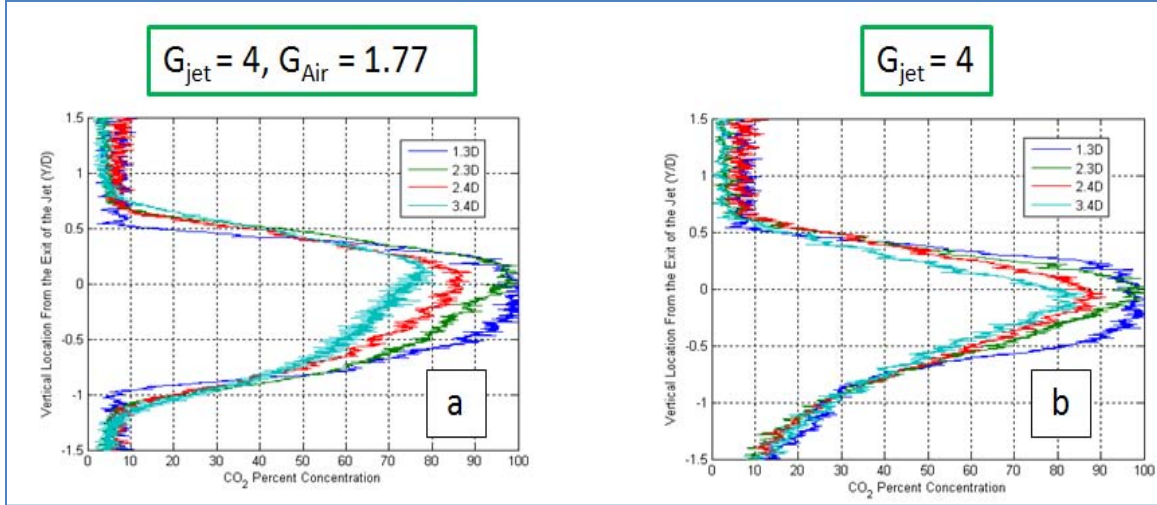 G_jet = 4, G_Air = 1.77
G_jet = 4
1.5
1
0.5
0
-0.5
-1
-1.5
Vertical Location From the Exit of the Jet (Y/D)
1.3D
2.3D
2.4D
3.4D
a
0 10 20 30 40 50 60 70 80 90 100
CO₂ Percent Concentration
1.5
1
0.5
0
-0.5
-1
-1.5
Vertical Location From the Exit of the Jet (Y/D)
1.3D
2.3D
2.4D
3.4D
b
0 10 20 30 40 50 60 70 80 90 100
CO₂ Percent Concentration